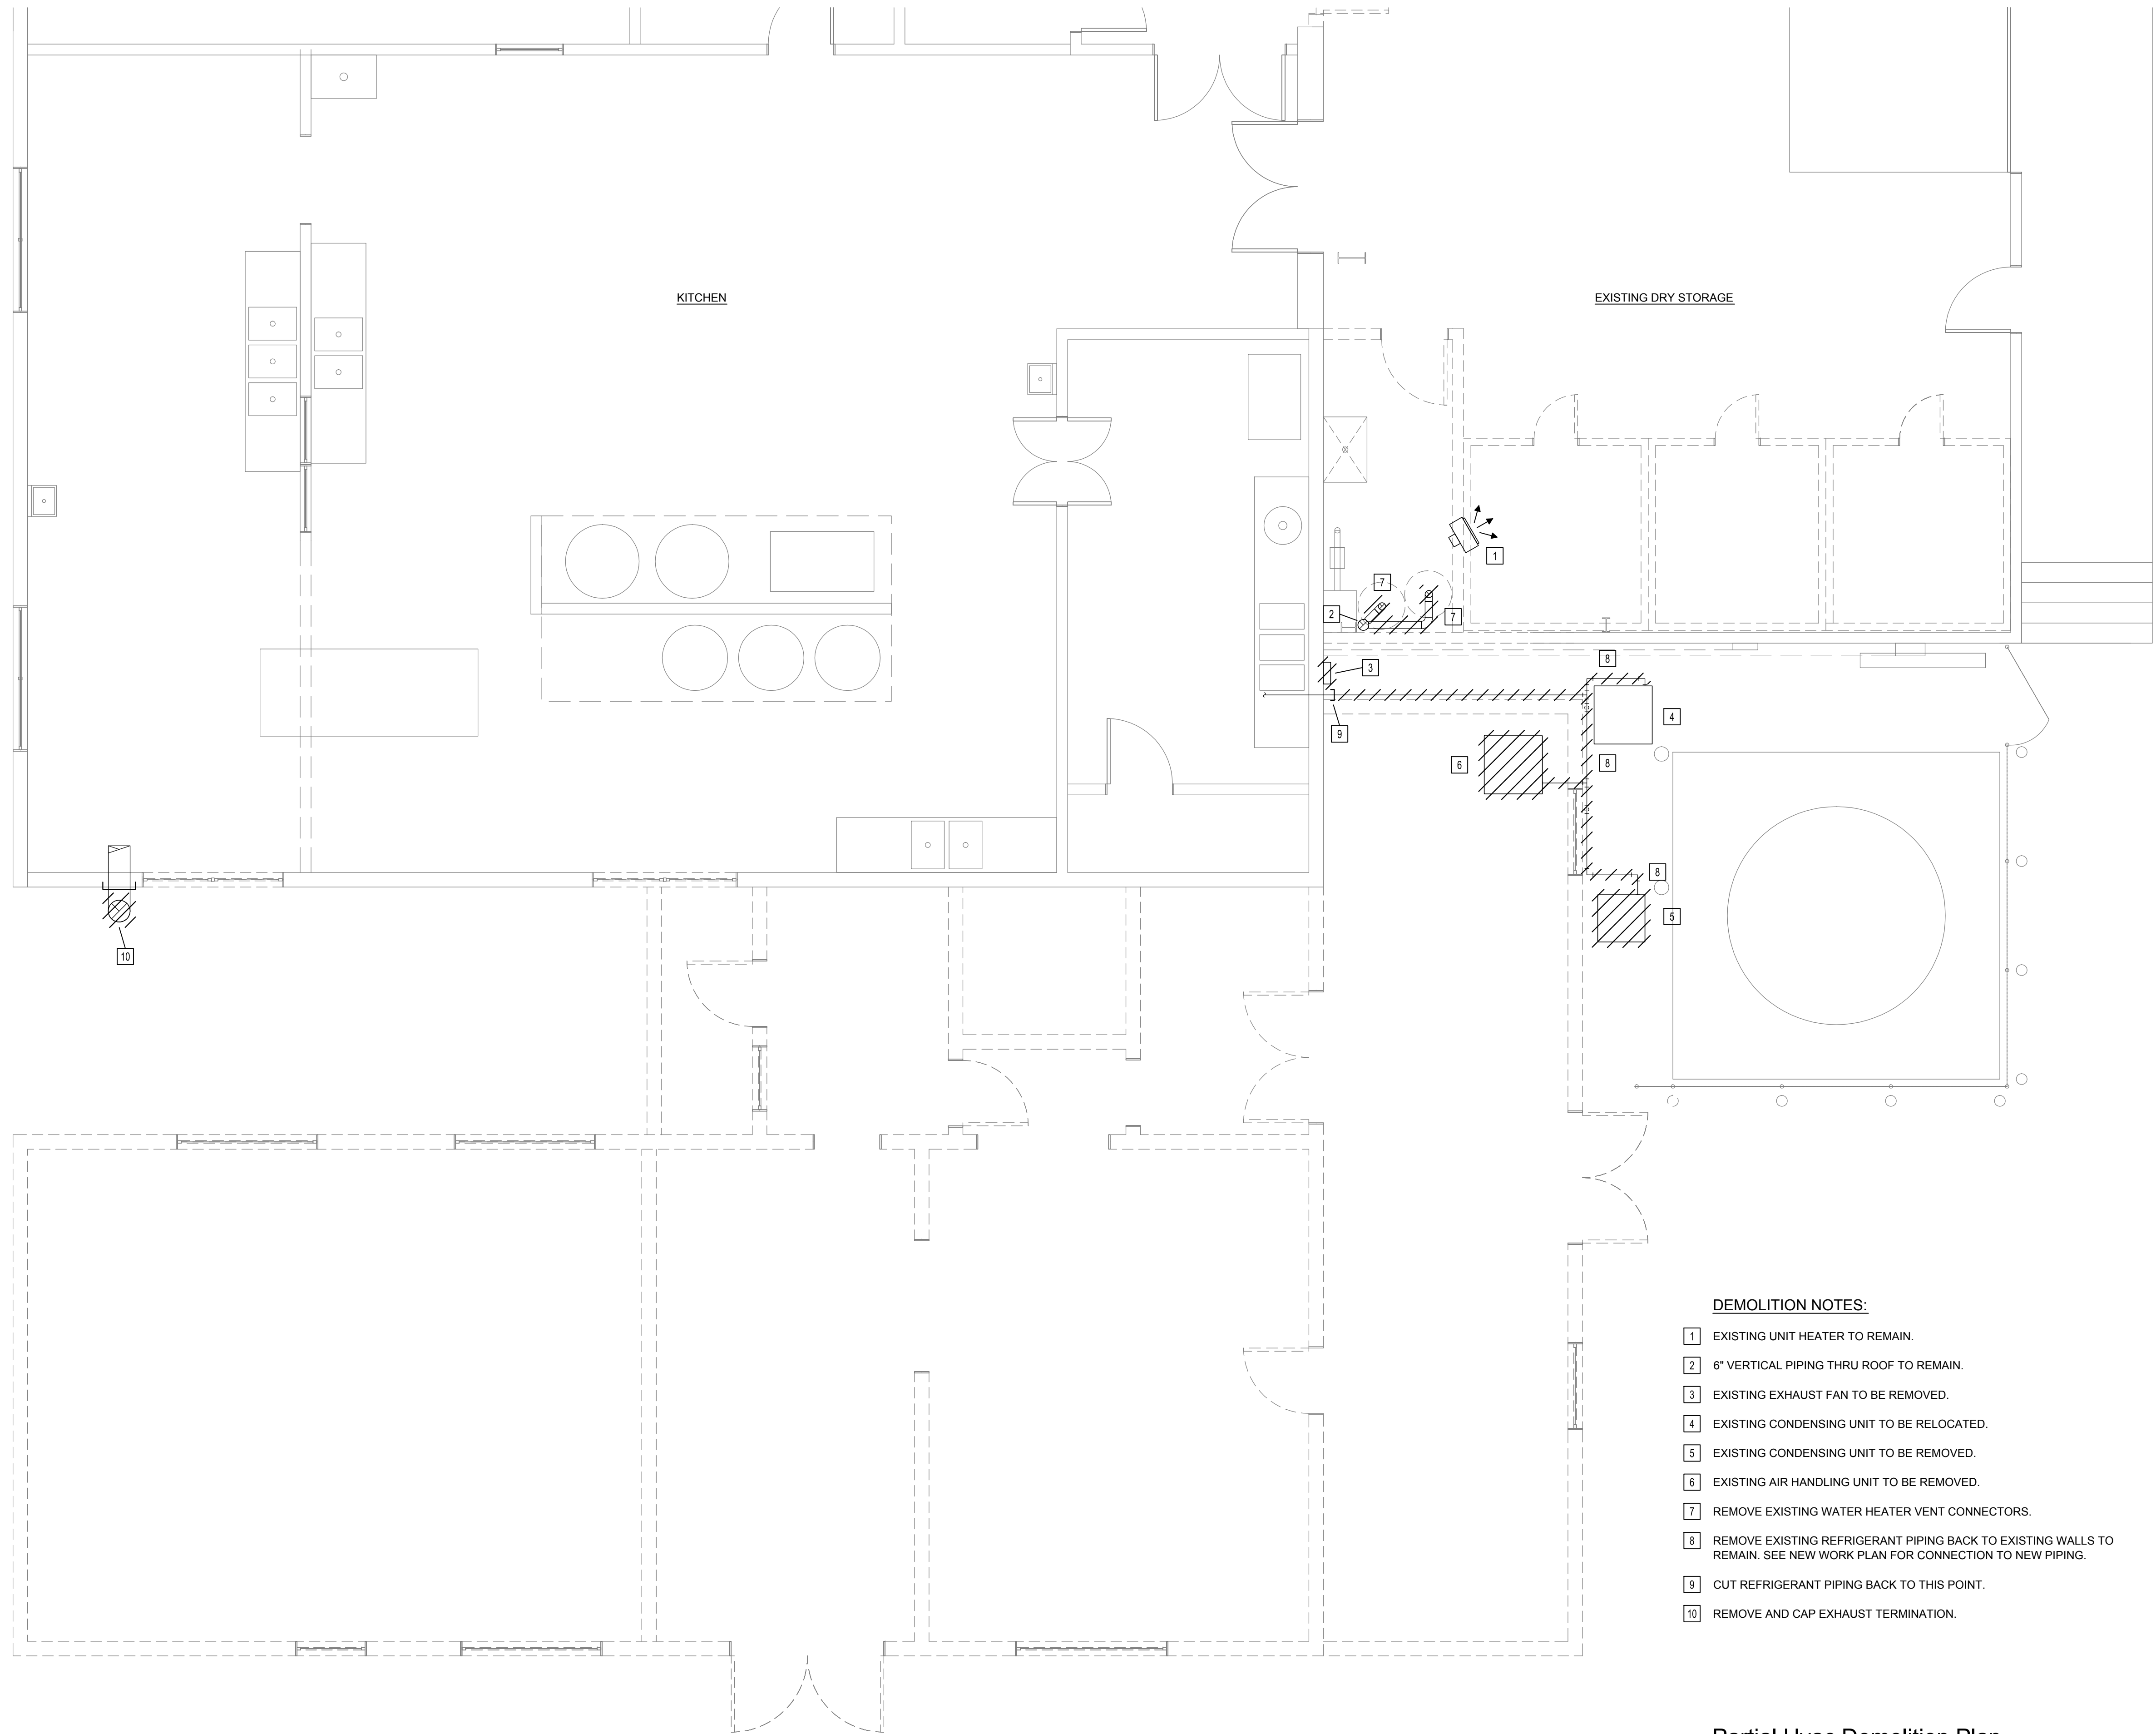 KITCHEN
EXISTING DRY STORAGE
1
7
2
7
3
8
4
9
6
8
8
5
10
DEMOLITION NOTES:
1 EXISTING UNIT HEATER TO REMAIN.
2 6" VERTICAL PIPING THRU ROOF TO REMAIN.
3 EXISTING EXHAUST FAN TO BE REMOVED.
4 EXISTING CONDENSING UNIT TO BE RELOCATED.
5 EXISTING CONDENSING UNIT TO BE REMOVED.
6 EXISTING AIR HANDLING UNIT TO BE REMOVED.
7 REMOVE EXISTING WATER HEATER VENT CONNECTORS.
8 REMOVE EXISTING REFRIGERANT PIPING BACK TO EXISTING WALLS TO
REMAIN. SEE NEW WORK PLAN FOR CONNECTION TO NEW PIPING.
9 CUT REFRIGERANT PIPING BACK TO THIS POINT.
10 REMOVE AND CAP EXHAUST TERMINATION.
Partial Hvac Demolition Plan